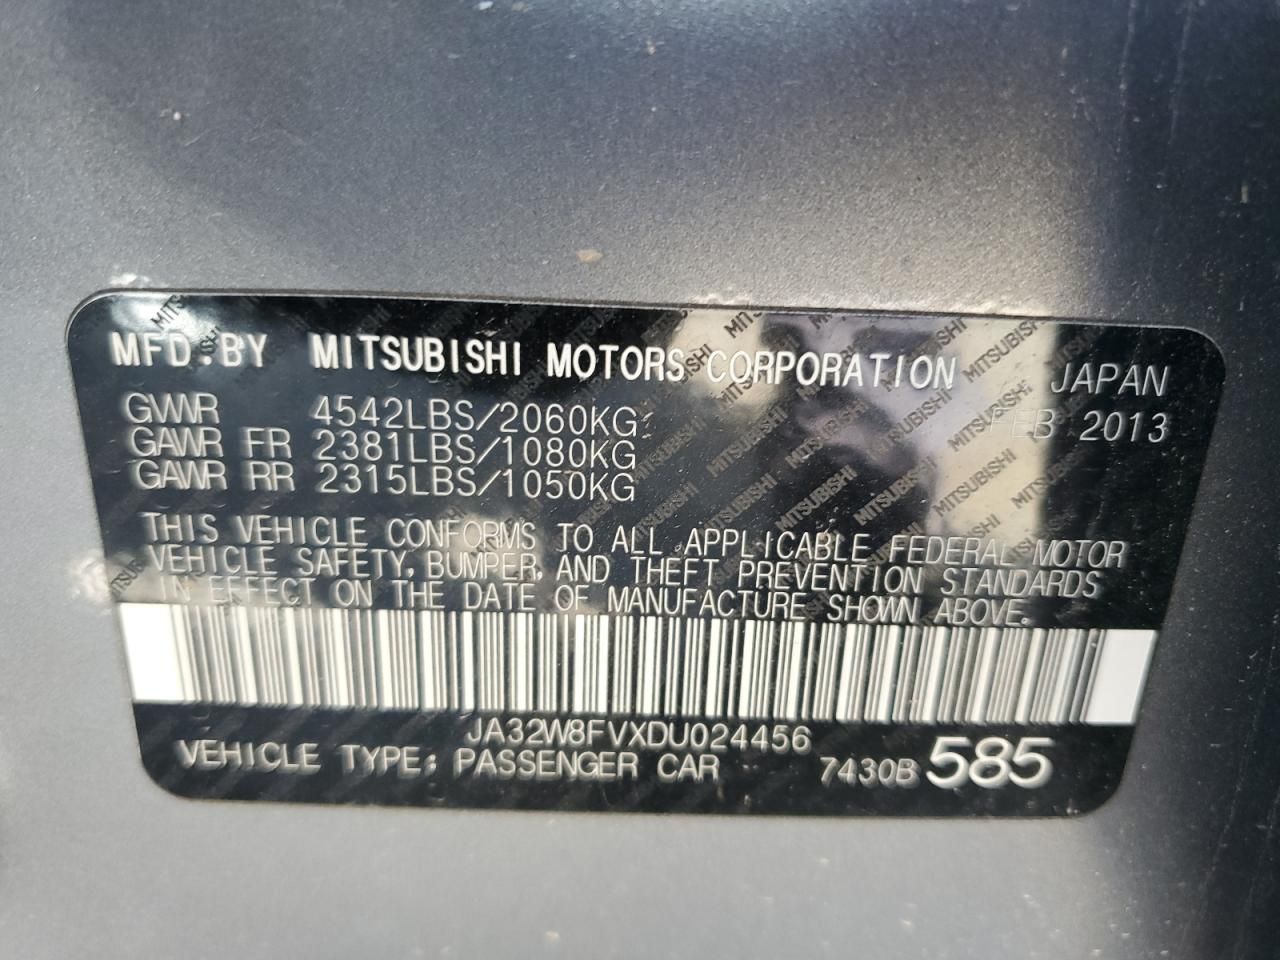 MFD.BY MITSUBISHI MOTORS CORPORATION JAPAN
GVWR 4542LBS/2060KG FEB 2013
GAWR FR 2381LBS/1080KG
GAWR RR 2315LBS/1050KG
THIS VEHICLE CONFORMS TO ALL APPLICABLE FEDERAL MOTOR
VEHICLE SAFETY, BUMPER, AND THEFT PREVENTION STANDARDS
IN EFFECT ON THE DATE OF MANUFACTURE SHOWN ABOVE.
JA32W8FVXDU024456
VEHICLE TYPE: PASSENGER CAR 7430B 585